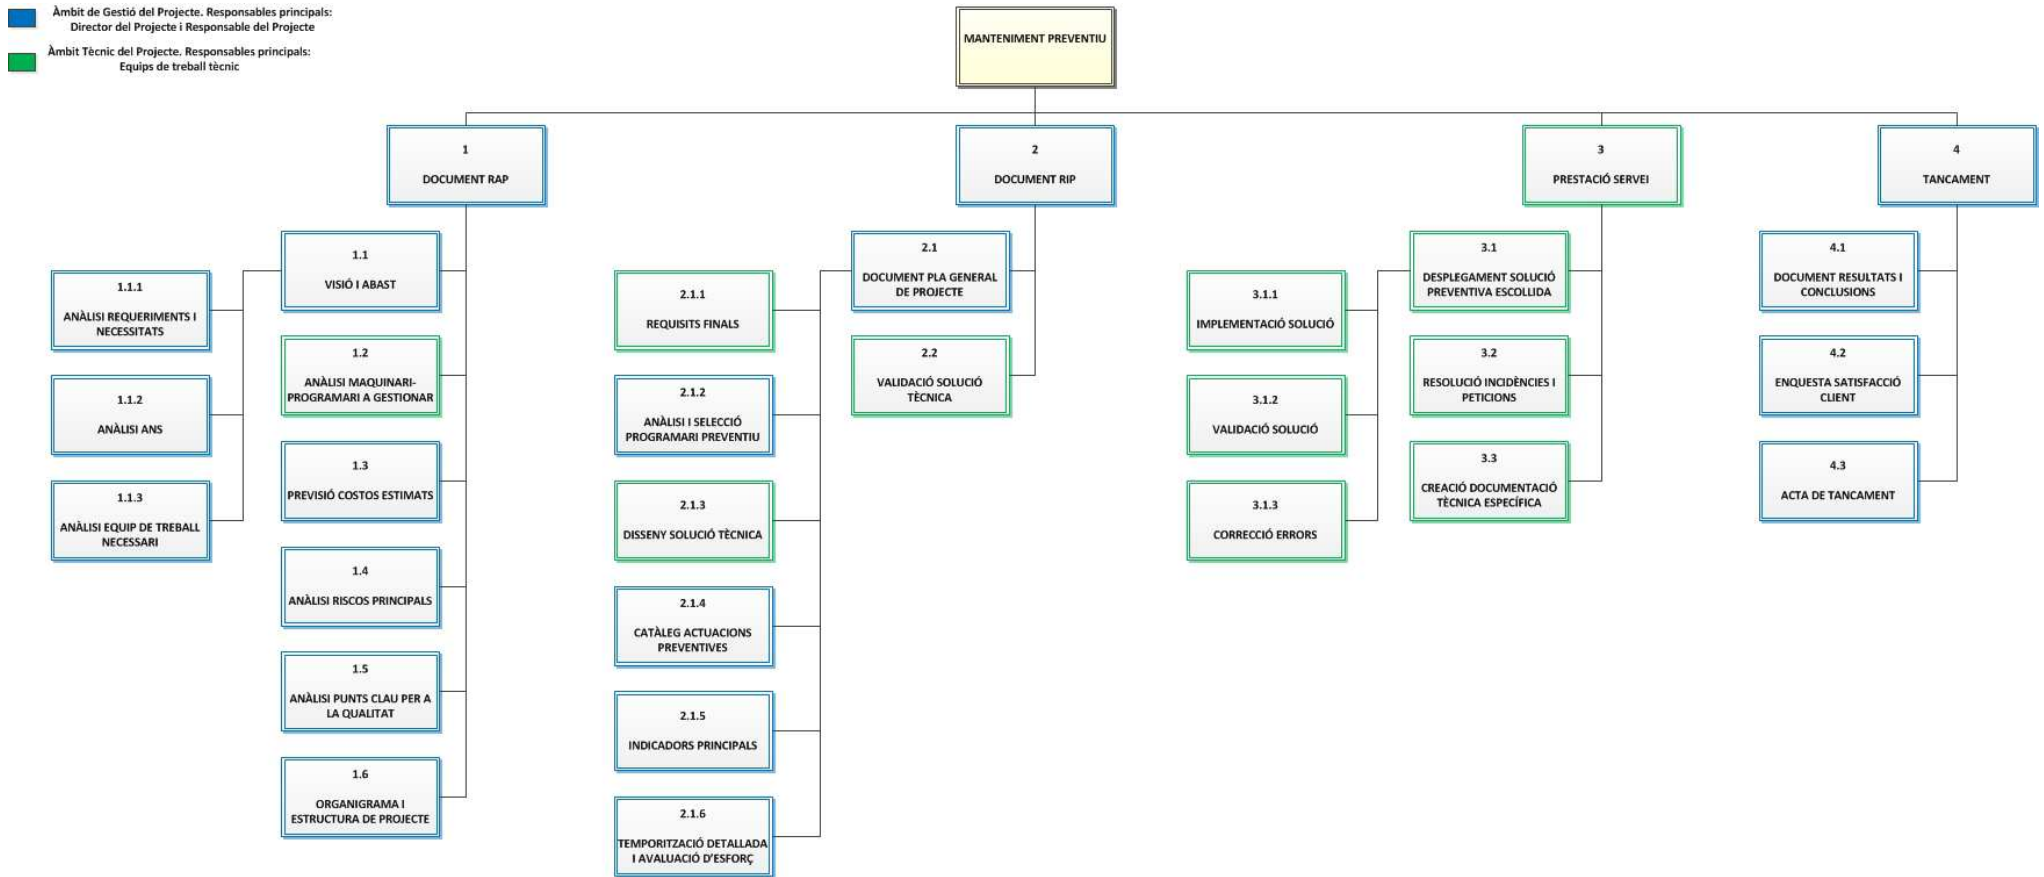 Àmbit de Gestió del Projecte. Responsables principals:
Director del Projecte i Responsable del Projecte
Àmbit Tècnic del Projecte. Responsables principals:
Equips de treball tècnic
MANTENIMENT PREVENTIU
1
DOCUMENT RAP
2
DOCUMENT RIP
3
PRESTACIÓ SERVEI
4
TANCAMENT
1.1
VISIÓ I ABAST
1.1.1
ANÀLISI REQUERIMENTS I
NECESSITATS
1.1.2
ANÀLISI ANS
1.1.3
ANÀLISI EQUIP DE TREBALL
NECESSARI
1.2
ANÀLISI MAQUINARI-
PROGRAMARI A GESTIONAR
1.3
PREVISIÓ COSTOS ESTIMATS
1.4
ANÀLISI RISCOS PRINCIPALS
1.5
ANÀLISI PUNTS CLAU PER A
LA QUALITAT
1.6
ORGANIGRAMA I
ESTRUCTURA DE PROJECTE
2.1
DOCUMENT PLA GENERAL
DE PROJECTE
2.1.1
REQUISITS FINALS
2.1.2
ANÀLISI I SELECCIÓ
PROGRAMARI PREVENTIU
2.1.3
DISSENY SOLUCIÓ TÈCNICA
2.1.4
CATÀLEG ACTUACIONS
PREVENTIVES
2.1.5
INDICADORS PRINCIPALS
2.1.6
TEMPORITZACIÓ DETALLADA
I AVALUACIÓ D'ESFORÇ
2.2
VALIDACIÓ SOLUCIÓ
TÈCNICA
3.1
DESPLEGAMENT SOLUCIÓ
PREVENTIVA ESCOLLIDA
3.1.1
IMPLEMENTACIÓ SOLUCIÓ
3.1.2
VALIDACIÓ SOLUCIÓ
3.1.3
CORRECCIÓ ERRORS
3.2
RESOLUCIÓ INCIDÈNCIES I
PETICIONS
3.3
CREACIÓ DOCUMENTACIÓ
TÈCNICA ESPECÍFICA
4.1
DOCUMENT RESULTATS I
CONCLUSIONS
4.2
ENQUESTA SATISFACCIÓ
CLIENT
4.3
ACTA DE TANCAMENT